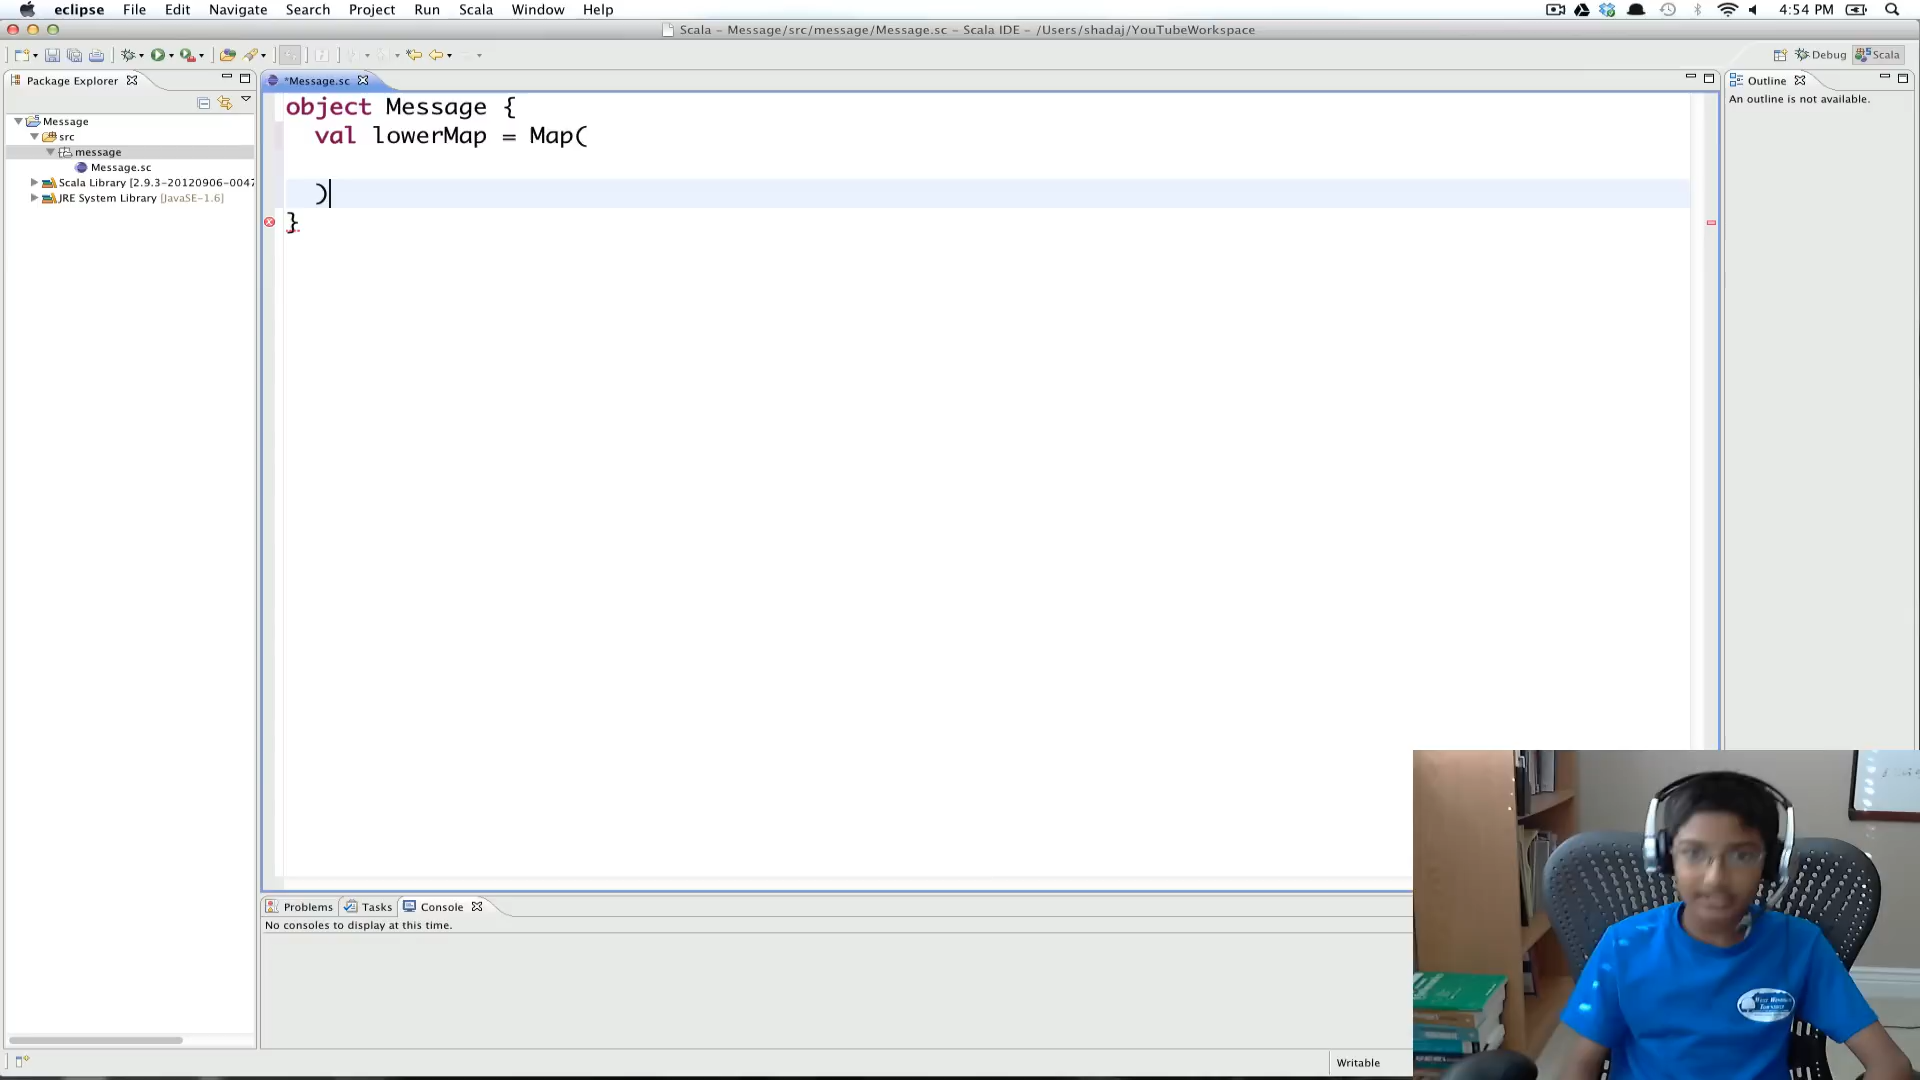 eclipse File Edit Navigate Search Project Run Scala Window Help 4:54 PM
Scala - Message/src/message/Message.sc - Scala IDE - /Users/shadaj/YouTubeWorkspace
Debug Scala
Package Explorer
*Message.sc
Outline
An outline is not available.
Message
src
message
Message.sc
Scala Library [2.9.3-20120906-0047
JRE System Library [JavaSE-1.6]
object Message {
val lowerMap = Map(
)
}
Problems Tasks Console
No consoles to display at this time.
Writable